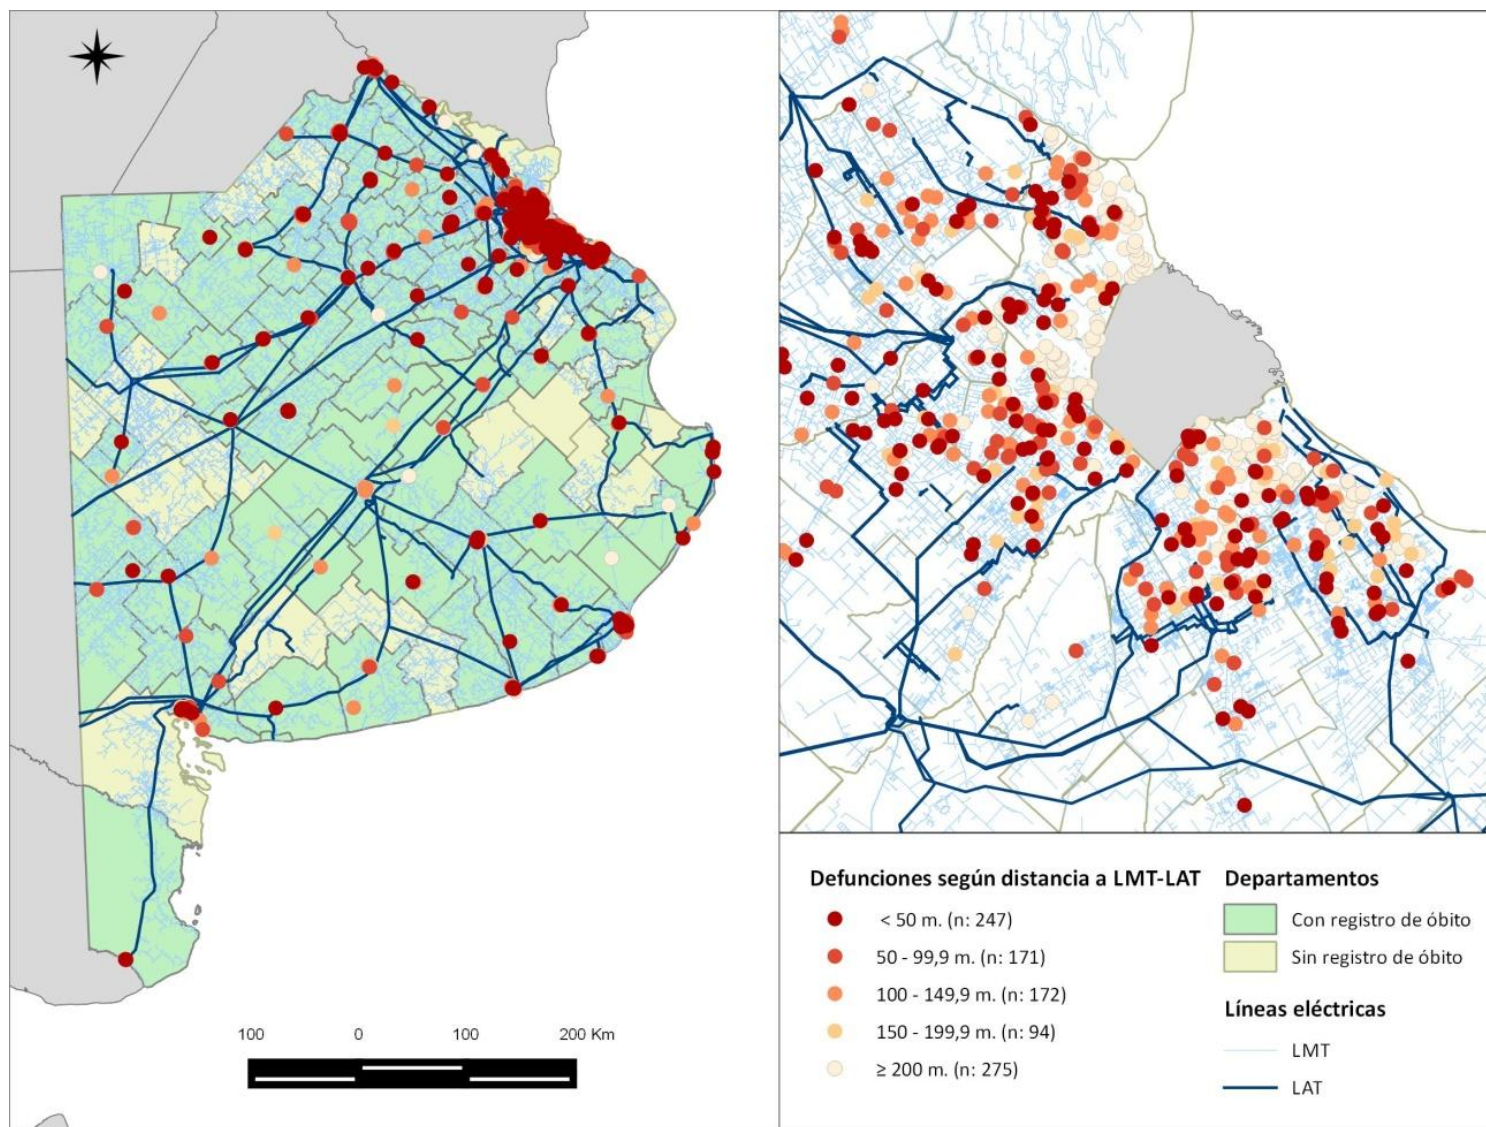 100 0 100 200 Km
Defunciones según distancia a LMT-LAT
< 50 m. (n: 247)
50 - 99,9 m. (n: 171)
100 - 149,9 m. (n: 172)
150 - 199,9 m. (n: 94)
≥ 200 m. (n: 275)
Departamentos
Con registro de óbito
Sin registro de óbito
Líneas eléctricas
LMT
LAT